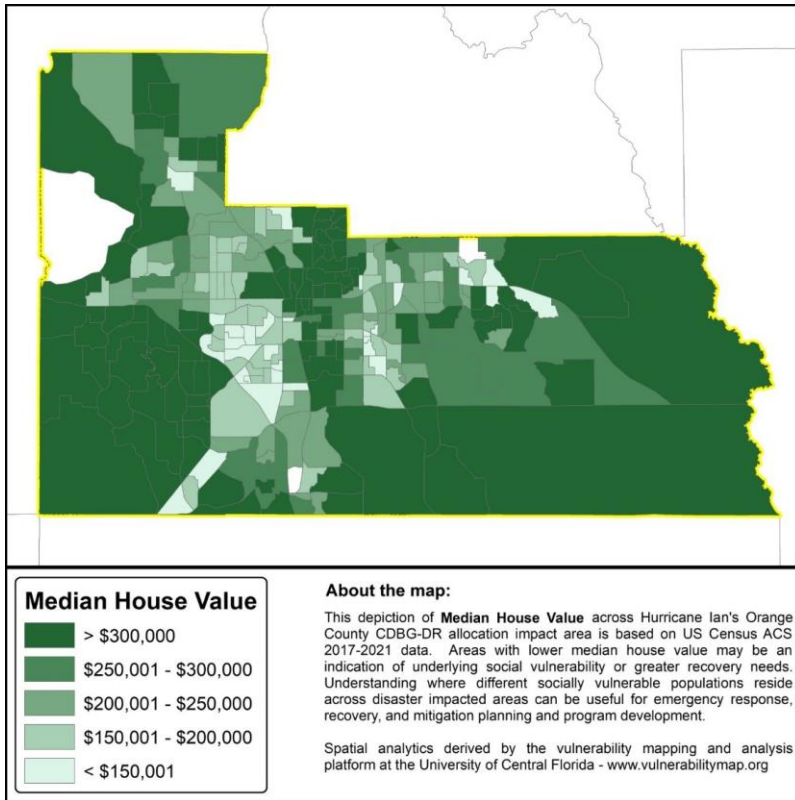 Median House Value
> $300,000
$250,001 - $300,000
$200,001 - $250,000
$150,001 - $200,000
< $150,001
About the map:
This depiction of Median House Value across Hurricane Ian's Orange
County CDBG-DR allocation impact area is based on US Census ACS
2017-2021 data. Areas with lower median house value may be an
indication of underlying social vulnerability or greater recovery needs.
Understanding where different socially vulnerable populations reside
across disaster impacted areas can be useful for emergency response,
recovery, and mitigation planning and program development.
Spatial analytics derived by the vulnerability mapping and analysis
platform at the University of Central Florida - www.vulnerabilitymap.org